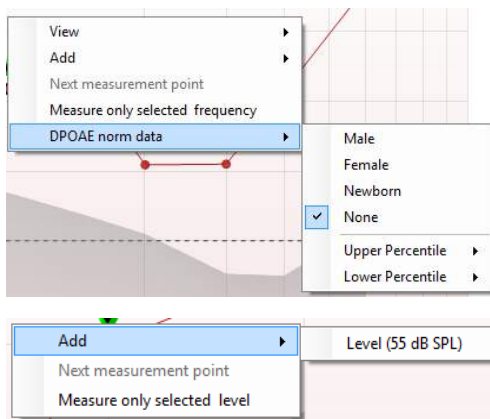 View
Add
Next measurement point
Measure only selected frequency
DPOAE norm data
Male
Female
Newborn
None
Upper Percentile
Lower Percentile
Add
Level (55 dB SPL)
Next measurement point
Measure only selected level